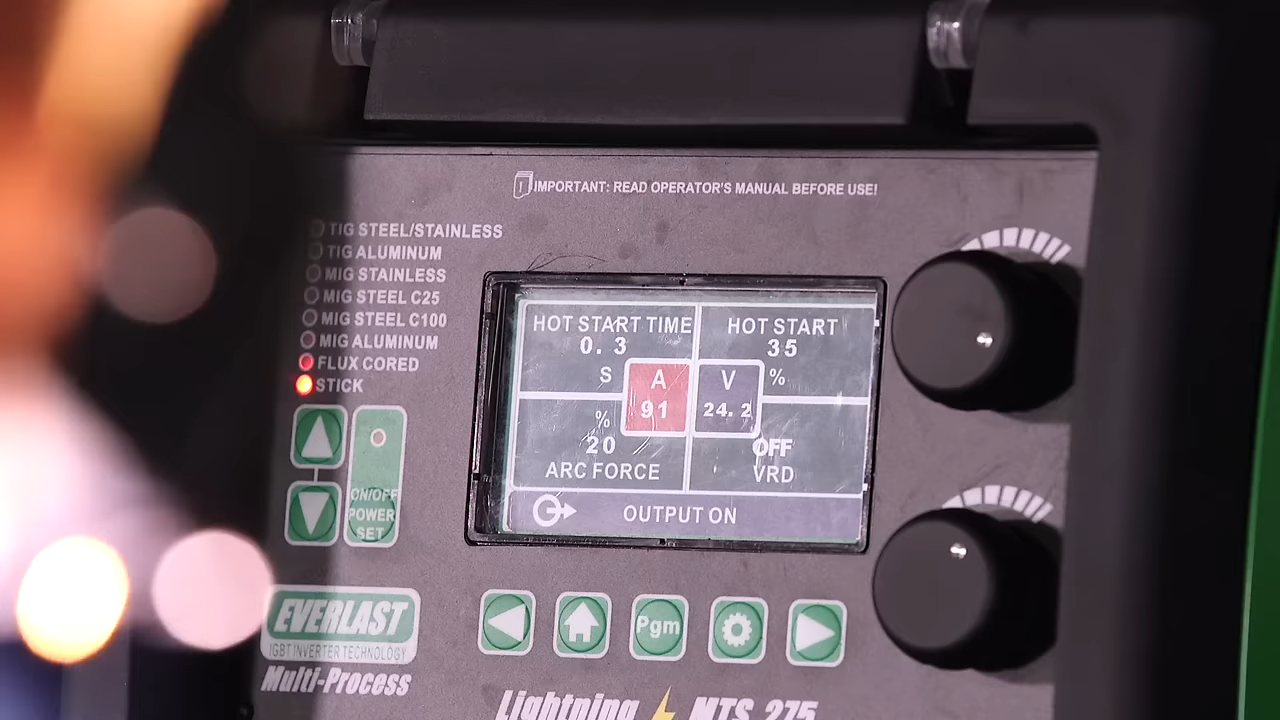 IMPORTANT: READ OPERATOR'S MANUAL BEFORE USE!
TIG STEEL/STAINLESS
TIG ALUMINUM
MIG STAINLESS
MIG STEEL C25
MIG STEEL C100
MIG ALUMINUM
FLUX CORED
STICK
ON/OFF
POWER
SET
HOT START TIME
0.3
S
HOT START
35
%
A
91
V
24.2
%
20
ARC FORCE
OFF
VRD
OUTPUT ON
EVERLAST
IGBT INVERTER TECHNOLOGY
Multi-Process
Pgm
Lightning MTS 275